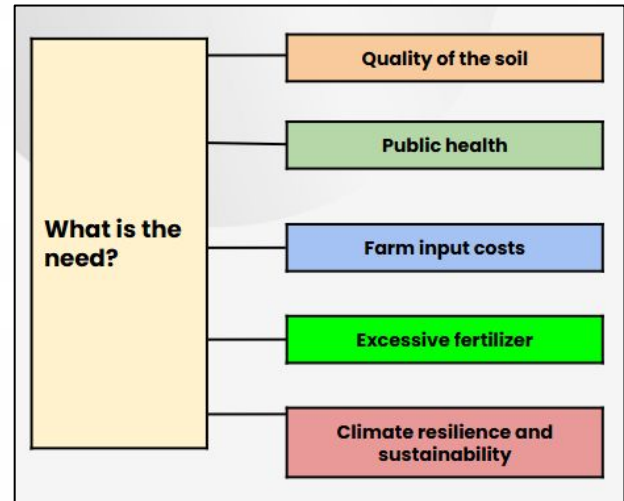 What is the
need?
Quality of the soil
Public health
Farm input costs
Excessive fertilizer
Climate resilience and
sustainability